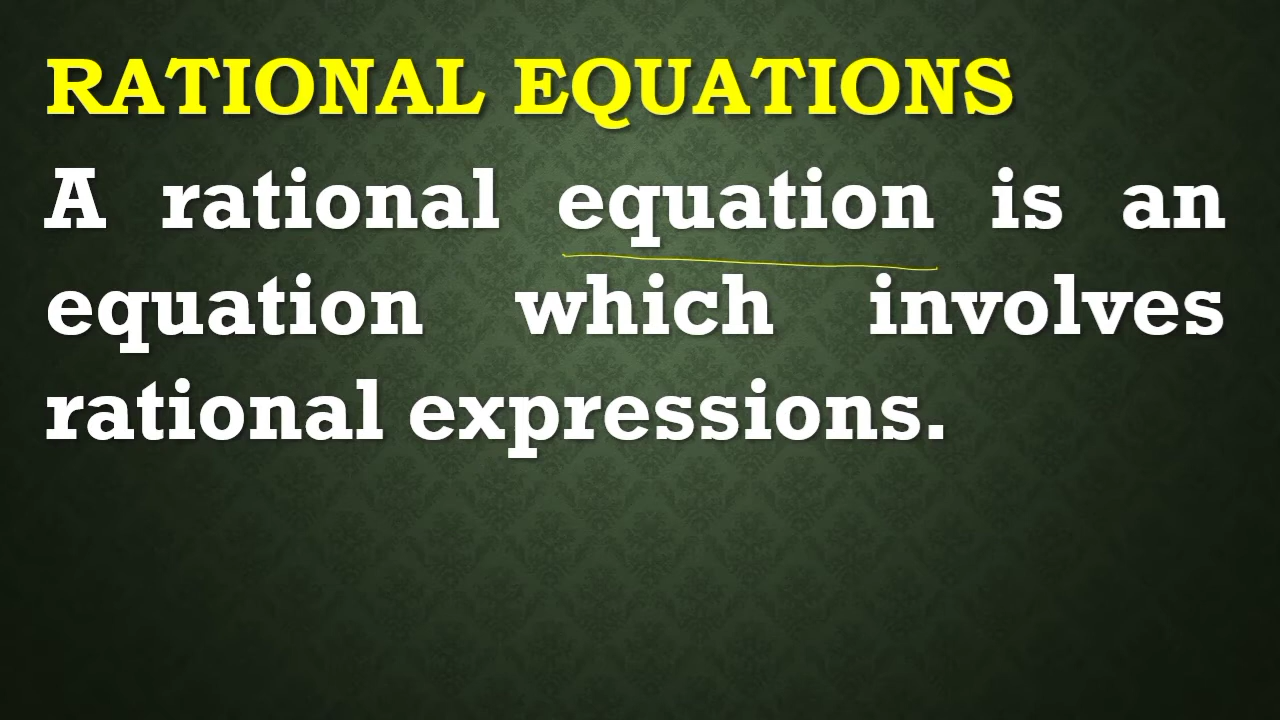 RATIONAL EQUATIONS
A rational equation is an
equation which involves
rational expressions.